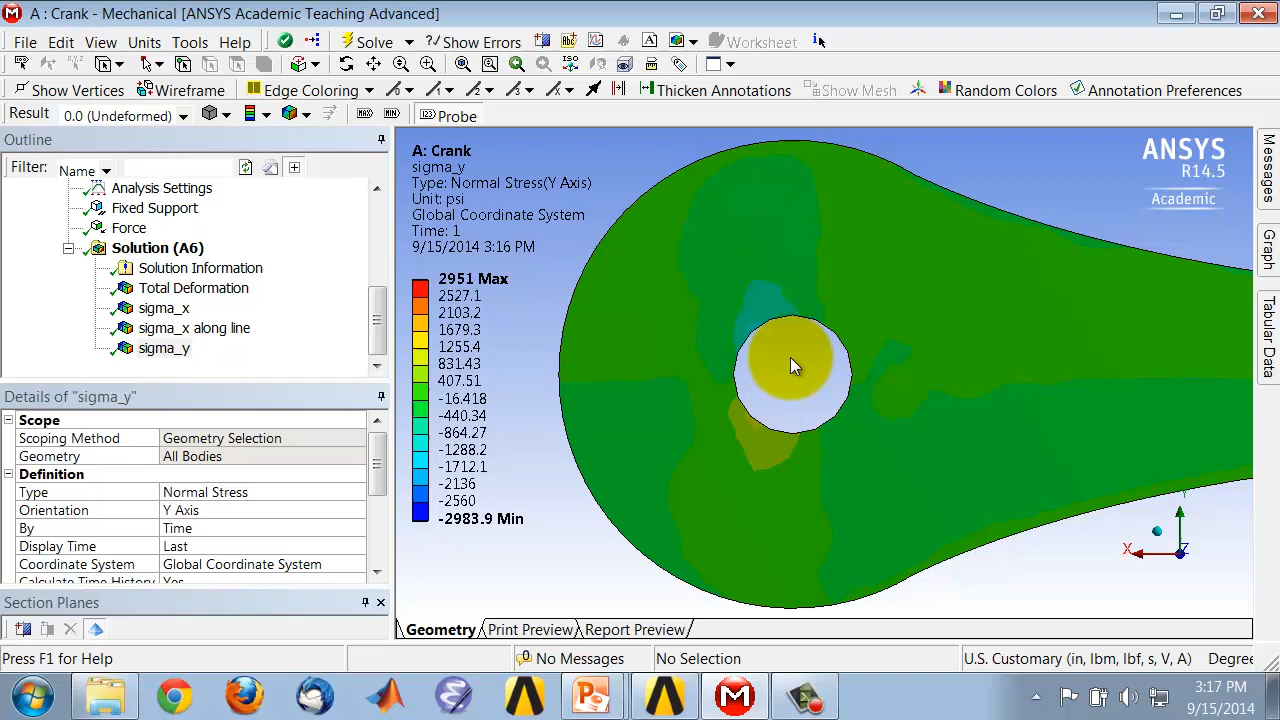 A : Crank - Mechanical [ANSYS Academic Teaching Advanced]
File Edit View Units Tools Help Solve Show Errors Worksheet
Show Vertices Wireframe Edge Coloring Thicken Annotations Show Mesh Random Colors Annotation Preferences
Result 0.0 (Undeformed) Probe
Outline
Filter: Name
Analysis Settings
Fixed Support
Force
Solution (A6)
Solution Information
Total Deformation
sigma_x
sigma_x along line
sigma_y
Details of "sigma_y"
Scope
Scoping Method Geometry Selection
Geometry All Bodies
Definition
Type Normal Stress
Orientation Y Axis
By Time
Display Time Last
Coordinate System Global Coordinate System
Calculate Time History Yes
Section Planes
A: Crank
sigma_y
Type: Normal Stress(Y Axis)
Unit: psi
Global Coordinate System
Time: 1
9/15/2014 3:16 PM
2951 Max
2527.1
2103.2
1679.3
1255.4
831.43
407.51
-16.418
-440.34
-864.27
-1288.2
-1712.1
-2136
-2560
-2983.9 Min
ANSYS
R14.5
Academic
Y
X
Z
Messages
Graph
Tabular Data
Geometry Print Preview Report Preview
Press F1 for Help 0 No Messages No Selection U.S. Customary (in, lbm, lbf, s, V, A) Degree
3:17 PM
9/15/2014